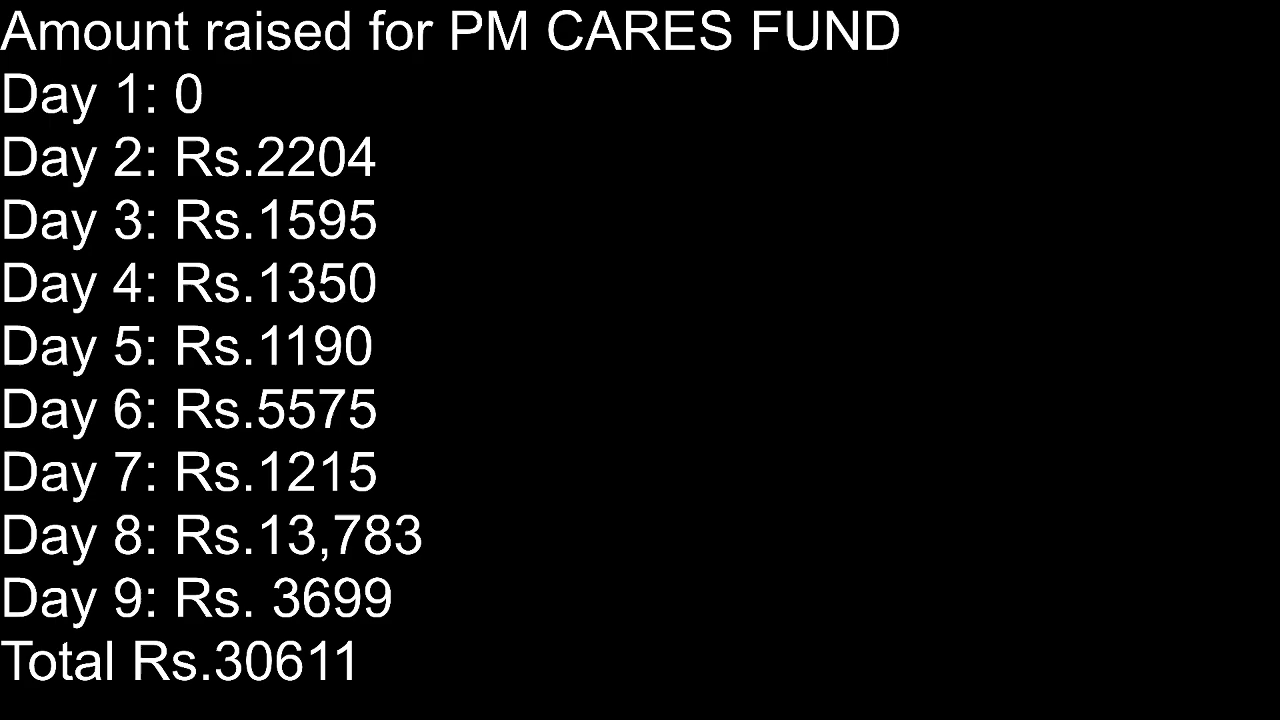 Amount raised for PM CARES FUND
Day 1: 0
Day 2: Rs.2204
Day 3: Rs.1595
Day 4: Rs.1350
Day 5: Rs.1190
Day 6: Rs.5575
Day 7: Rs.1215
Day 8: Rs.13,783
Day 9: Rs. 3699
Total Rs.30611